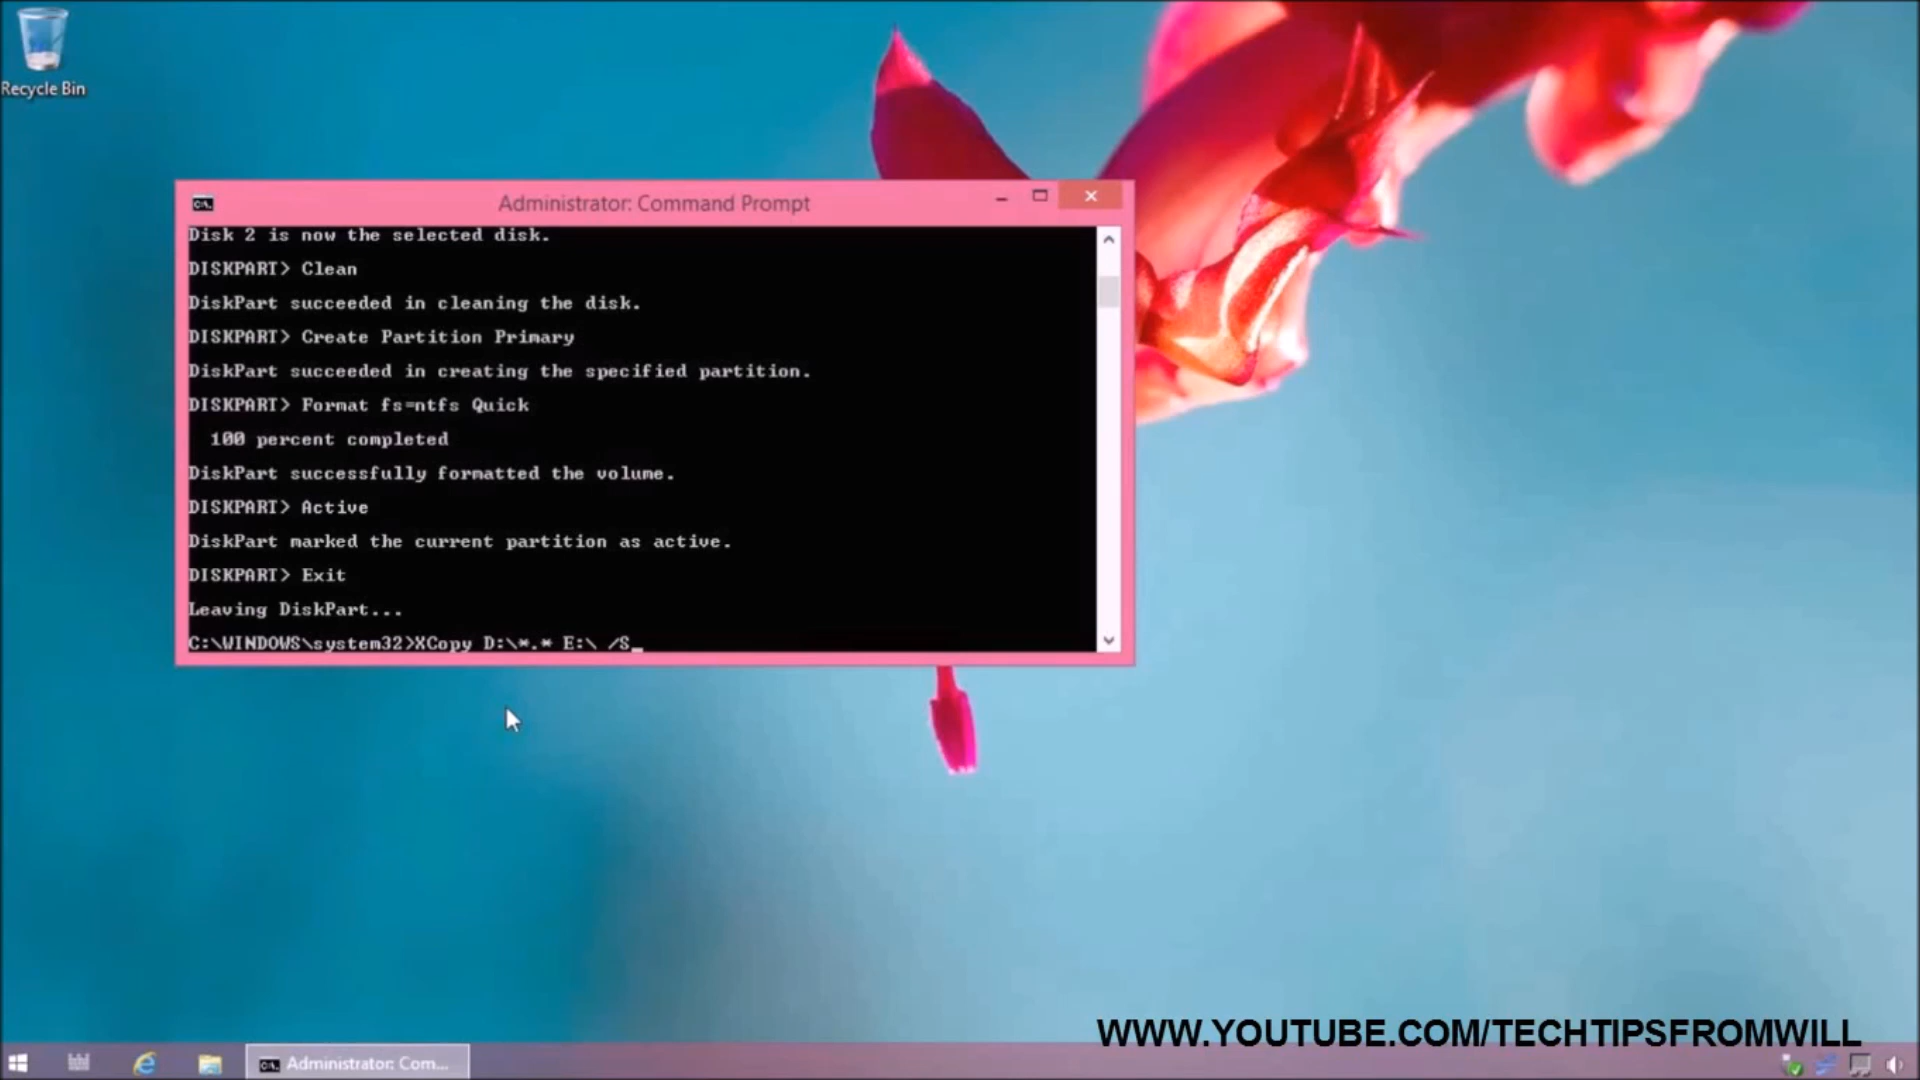 Recycle Bin
Administrator: Command Prompt
Disk 2 is now the selected disk.
DISKPART> Clean
DiskPart succeeded in cleaning the disk.
DISKPART> Create Partition Primary
DiskPart succeeded in creating the specified partition.
DISKPART> Format fs=ntfs Quick
100 percent completed
DiskPart successfully formatted the volume.
DISKPART> Active
DiskPart marked the current partition as active.
DISKPART> Exit
Leaving DiskPart...
C:\WINDOWS\system32>XCopy D:\*.* E:\ /S_
WWW.YOUTUBE.COM/TECHTIPSFROMWILL
Administrator: Com...